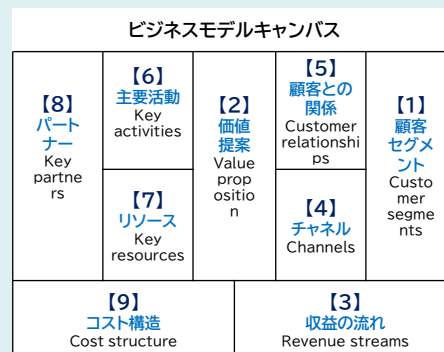 ビジネスモデルキャンバス
【8】
パート
ナー
Key
partne
rs
【6】
主要活動
Key
activities
【7】
リソース
Key
resources
【2】
価値
提案
Value
prop
ositio
n
【5】
顧客との
関係
Customer
relationshi
ps
【4】
チャネル
Channels
【1】
顧客
セグメ
ント
Custo
mer
segme
nts
【9】
コスト構造
Cost structure
【3】
収益の流れ
Revenue streams